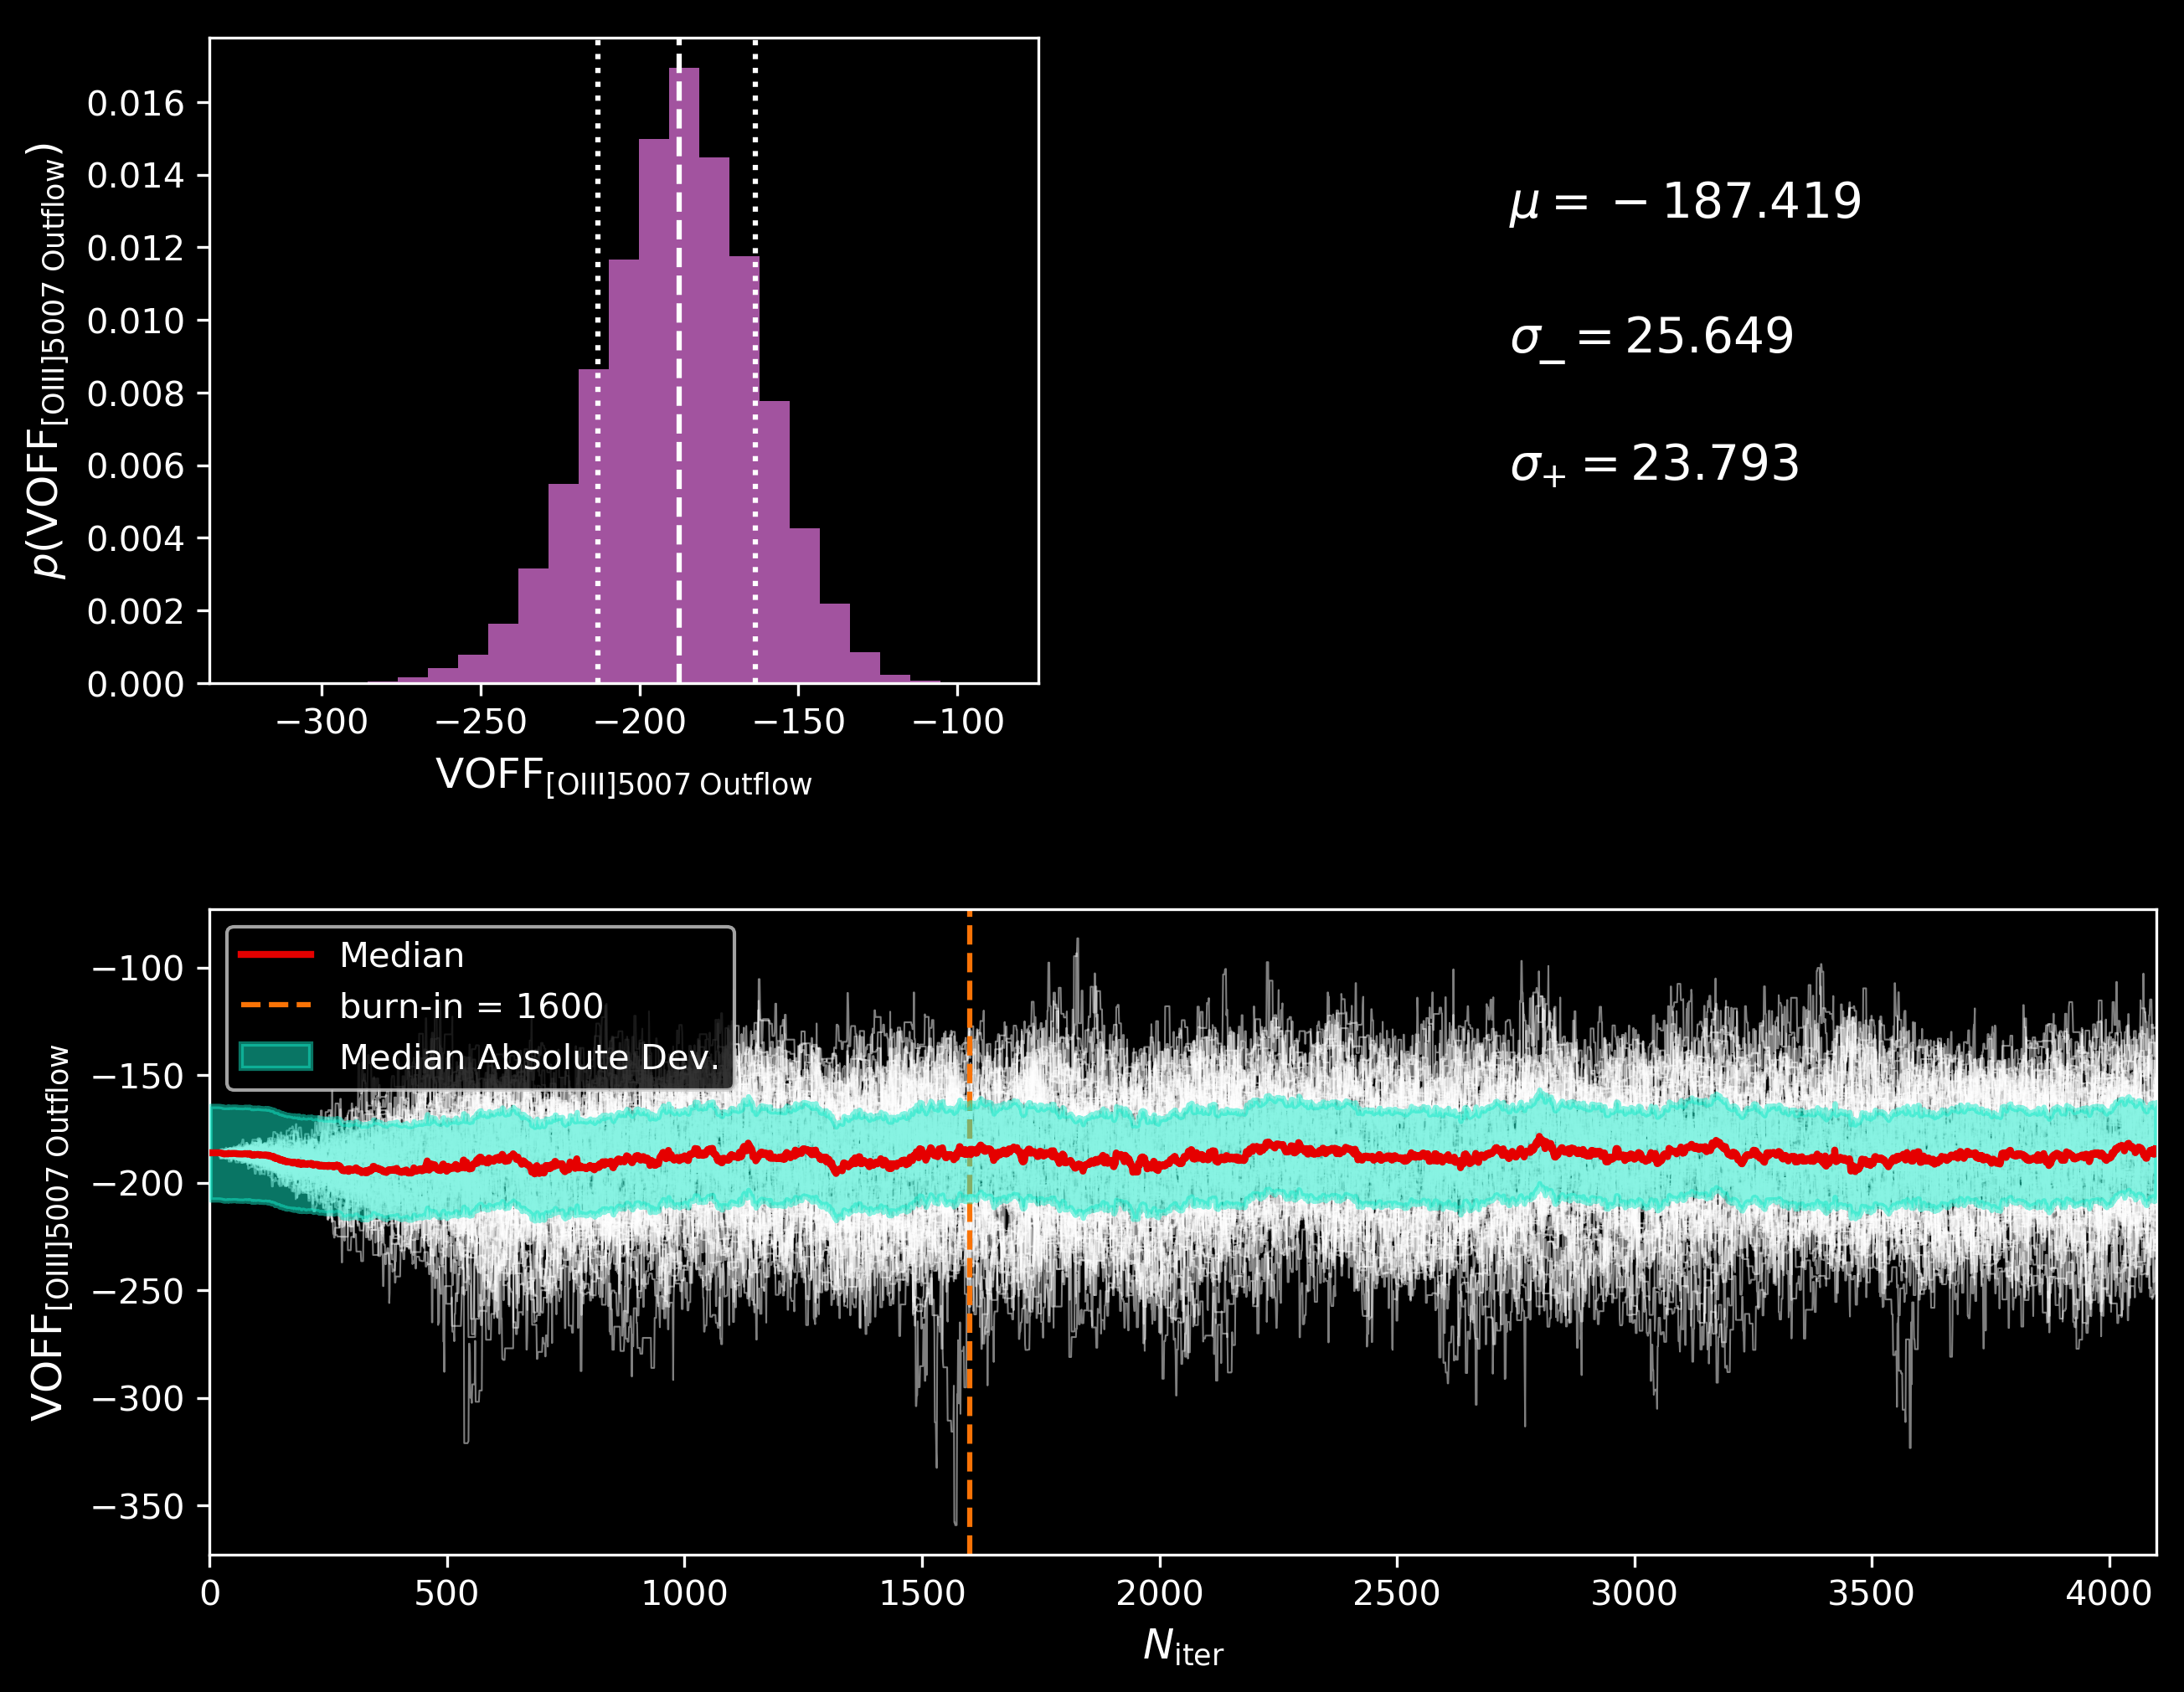 p(VOFF[OIII]5007 Outflow)
0.016
0.014
0.012
0.010
0.008
0.006
0.004
0.002
0.000
−300 −250 −200 −150 −100
VOFF[OIII]5007 Outflow
μ = −187.419
σ− = 25.649
σ+ = 23.793
VOFF[OIII]5007 Outflow
−100
−150
−200
−250
−300
−350
Median
burn-in = 1600
Median Absolute Dev.
0 500 1000 1500 2000 2500 3000 3500 4000
Niter